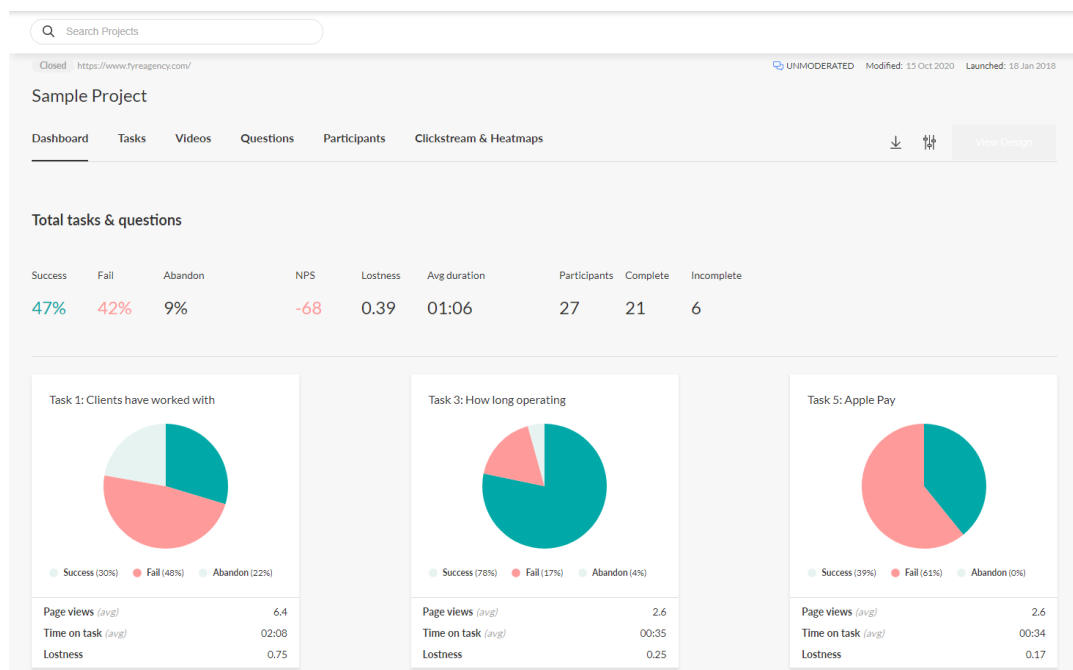 Search Projects
Closed https://www.fyreagency.com/ UNMODERATED Modified: 15 Oct 2020 Launched: 18 Jan 2018
Sample Project
Dashboard Tasks Videos Questions Participants Clickstream & Heatmaps View Design
Total tasks & questions
Success Fail Abandon NPS Lostness Avg duration Participants Complete Incomplete
47% 42% 9% -68 0.39 01:06 27 21 6
Task 1: Clients have worked with
Success (30%) Fail (48%) Abandon (22%)
Page views (avg) 6.4
Time on task (avg) 02:08
Lostness 0.75
Task 3: How long operating
Success (78%) Fail (17%) Abandon (4%)
Page views (avg) 2.6
Time on task (avg) 00:35
Lostness 0.25
Task 5: Apple Pay
Success (39%) Fail (61%) Abandon (0%)
Page views (avg) 2.6
Time on task (avg) 00:34
Lostness 0.17